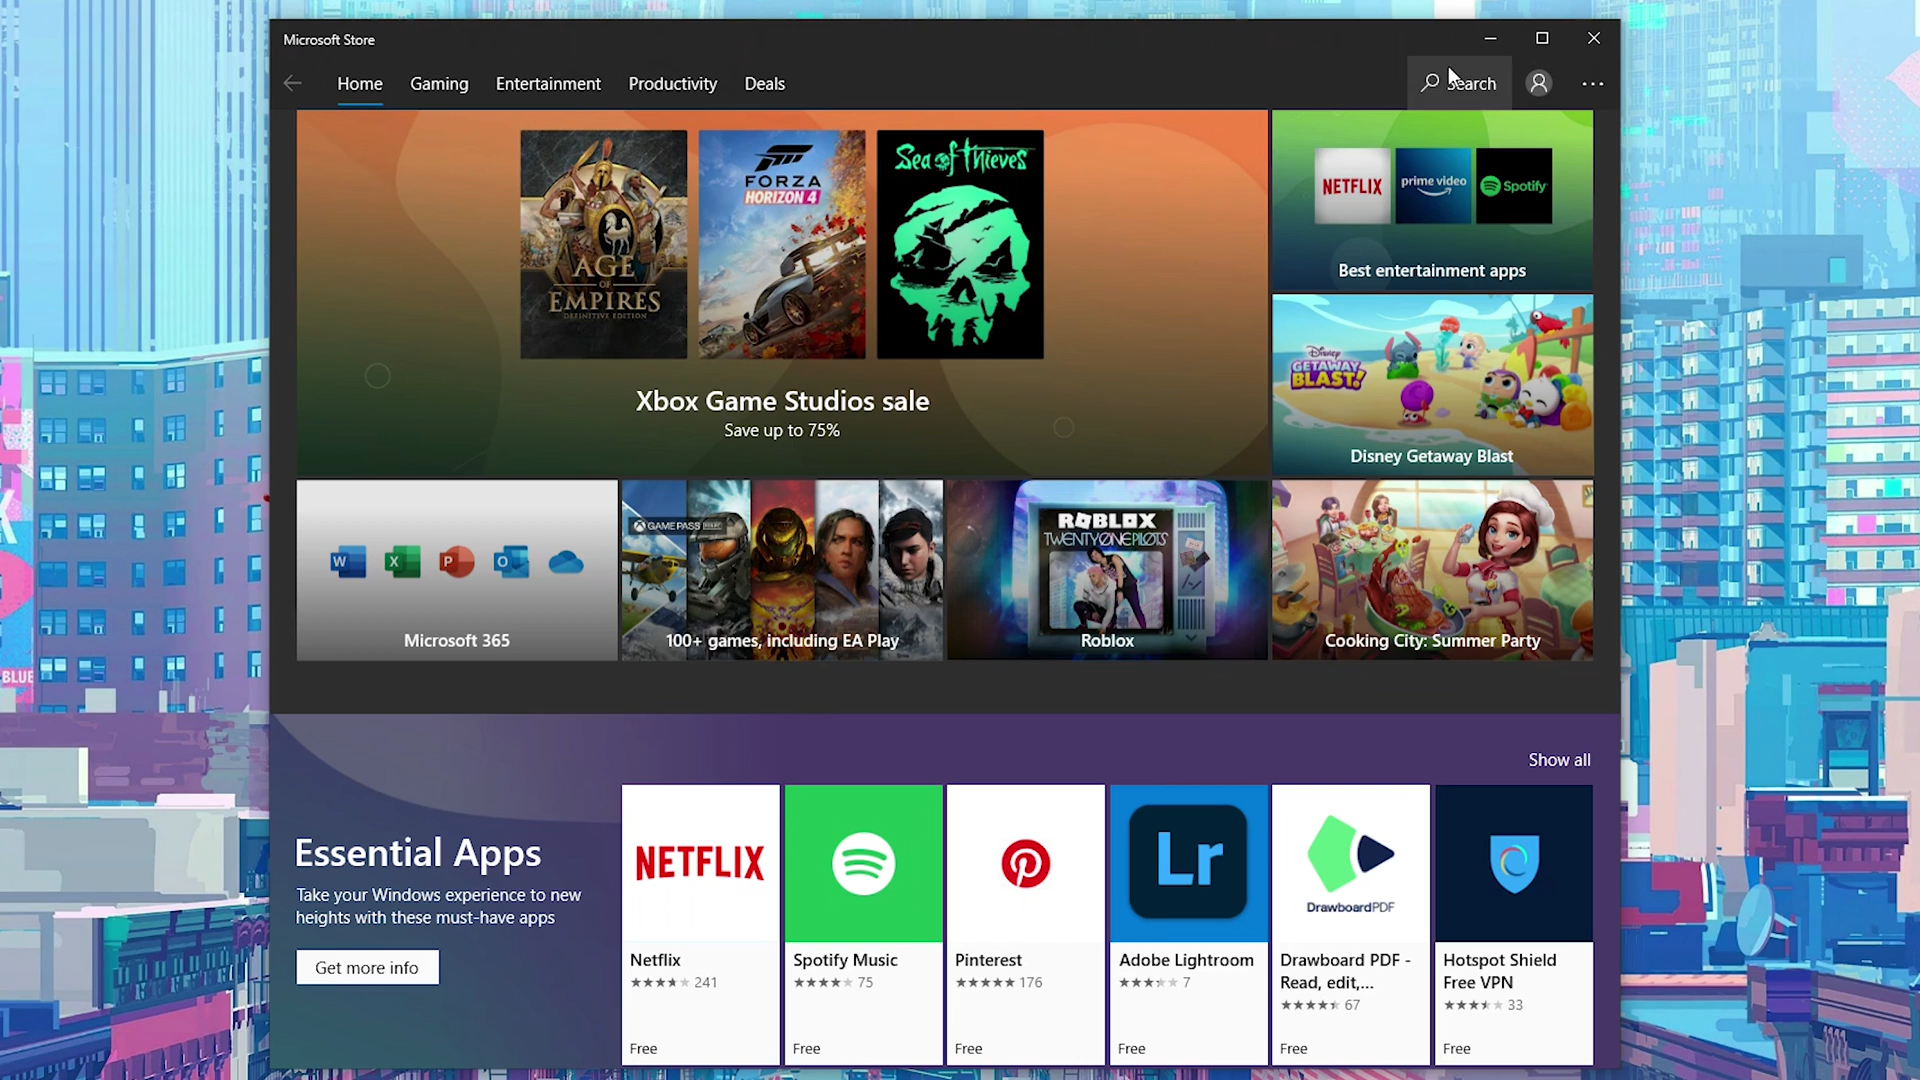 Microsoft Store
Home
Gaming
Entertainment
Productivity
Deals
Search
AGE
OF
EMPIRES
DEFINITIVE EDITION
FORZA
HORIZON 4
Sea of Thieves
Xbox Game Studios sale
Save up to 75%
NETFLIX
prime video
Spotify
Best entertainment apps
Disney
GETAWAY
BLAST!
Disney Getaway Blast
W
X
P
O
Microsoft 365
GAME PASS
100+ games, including EA Play
ROBLOX
TWENTY ONE PILOTS
Roblox
Cooking City: Summer Party
BLUE
Show all
Essential Apps
Take your Windows experience to new
heights with these must-have apps
Get more info
NETFLIX
Netflix
241
Free
Spotify Music
75
Free
Pinterest
176
Free
Lr
Adobe Lightroom
7
Free
DrawboardPDF
Drawboard PDF -
Read, edit,...
67
Free
Hotspot Shield
Free VPN
33
Free